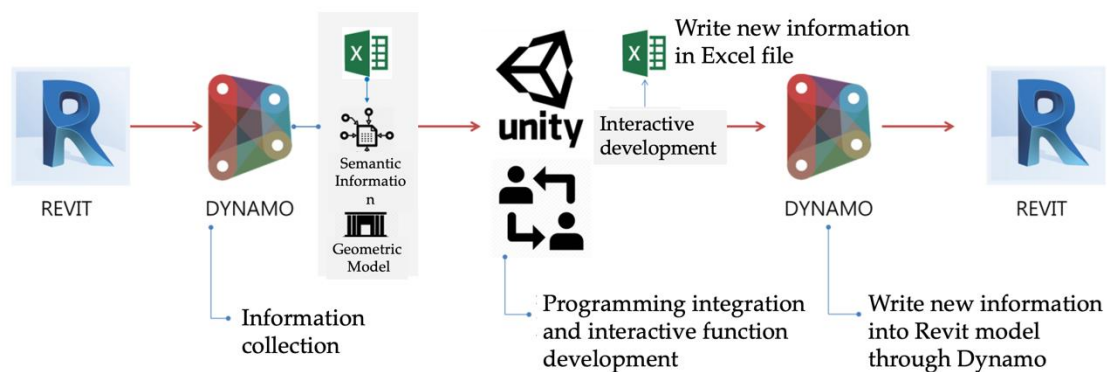 REVIT
DYNAMO
X
Semantic
Informatio
n
Geometric
Model
Information
collection
unity
Programming integration
and interactive function
development
X
Write new information
in Excel file
Interactive
development
DYNAMO
Write new information
into Revit model
through Dynamo
R
REVIT